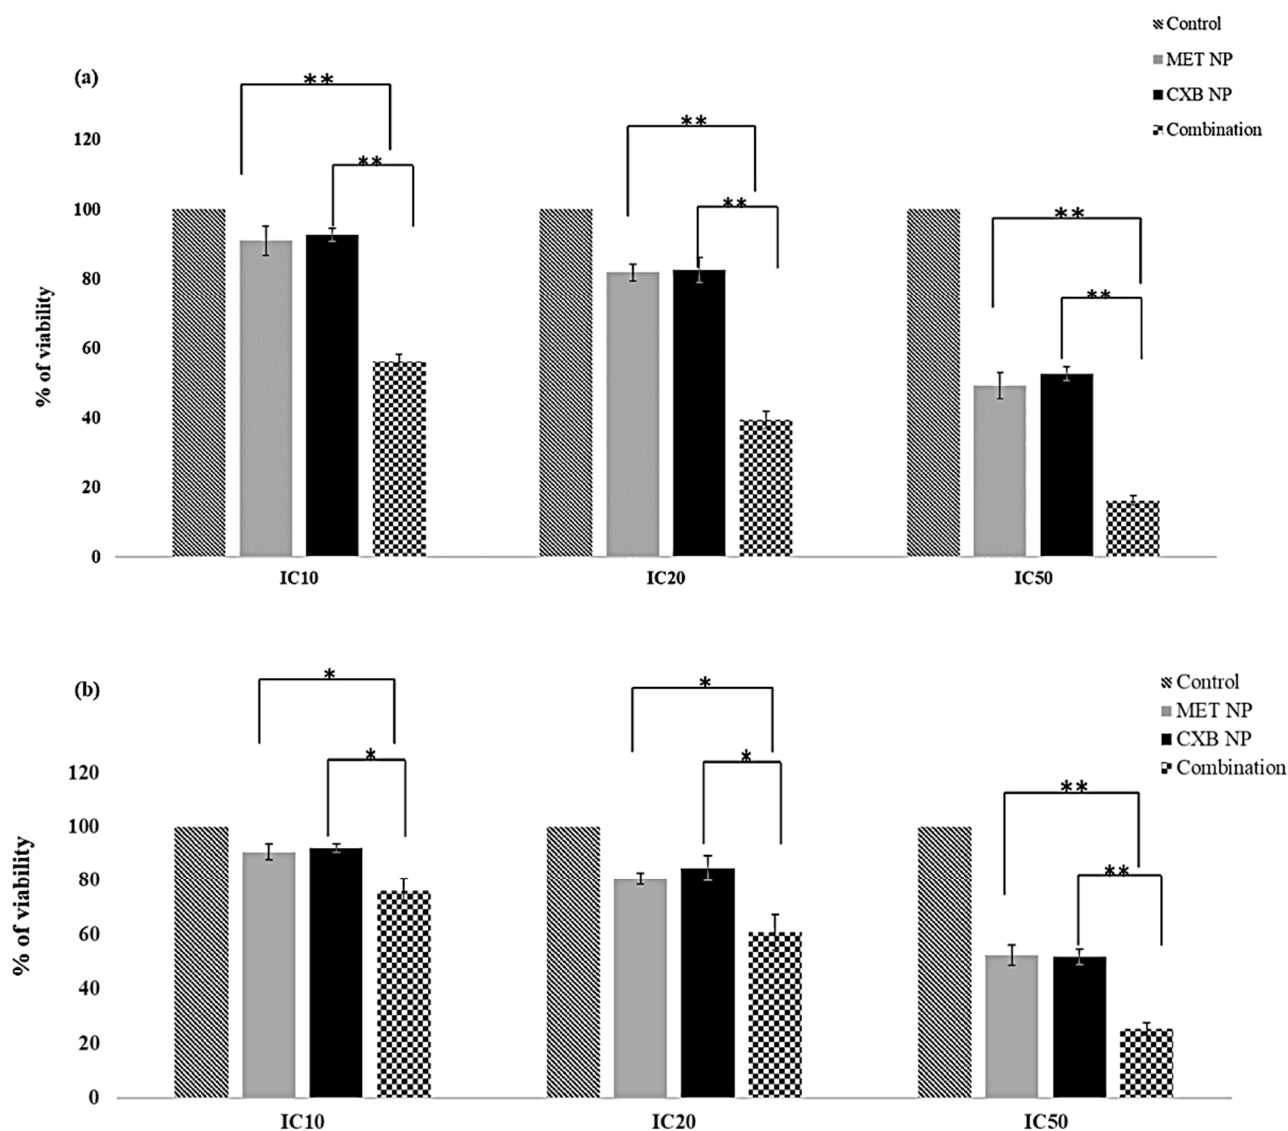 Control
MET NP
CXB NP
Combination
(a)
**
**
**
**
**
**
120
100
80
60
40
20
0
% of viability
IC10 IC20 IC50
Control
MET NP
CXB NP
Combination
(b)
*
*
*
*
**
**
120
100
80
60
40
20
0
% of viability
IC10 IC20 IC50